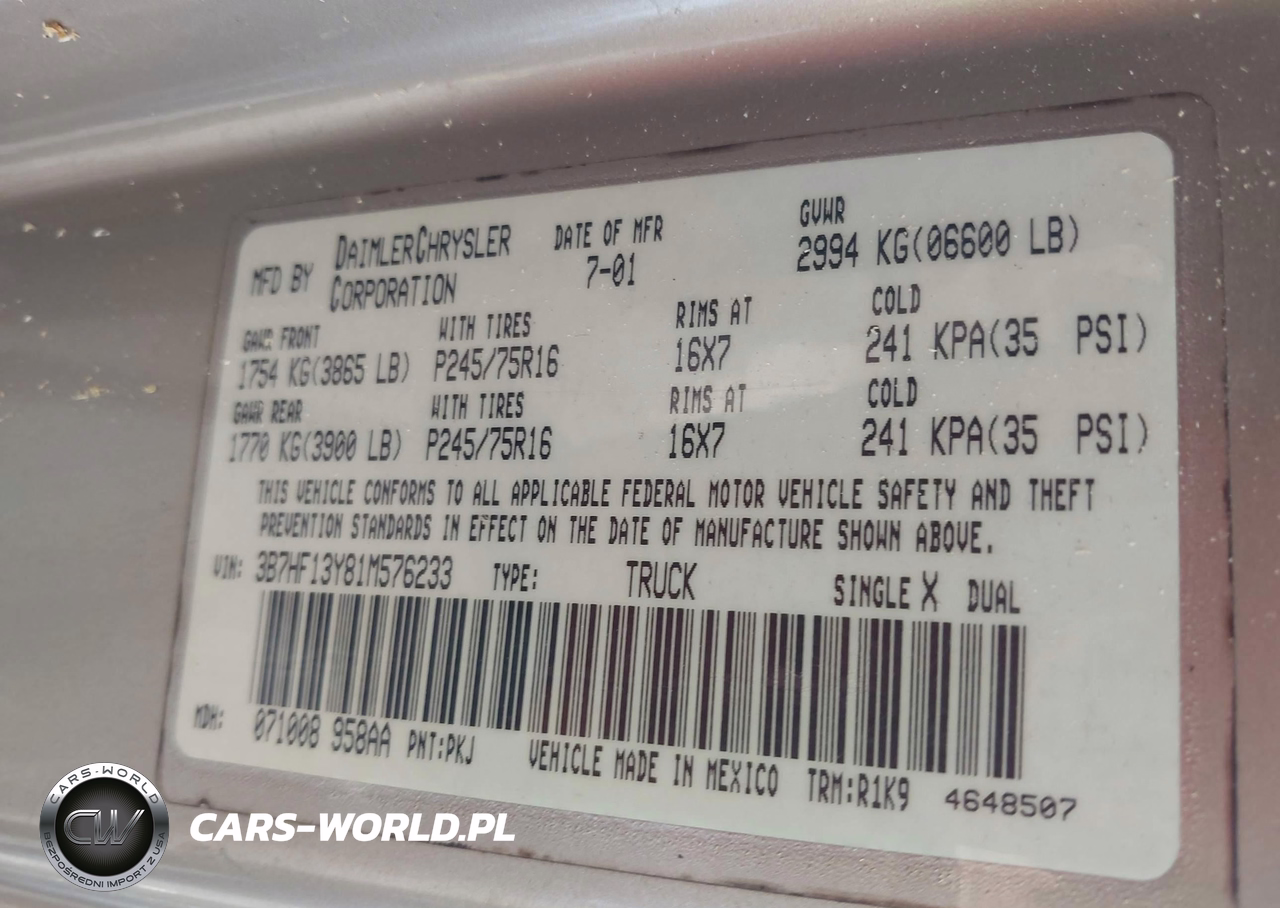 MFD BY DAIMLERCHRYSLER CORPORATION
DATE OF MFR
7-01
GVWR
2994 KG(06600 LB)
GAWR FRONT WITH TIRES RIMS AT COLD
1754 KG(3865 LB) P245/75R16 16X7 241 KPA(35 PSI)
GAWR REAR WITH TIRES RIMS AT COLD
1770 KG(3900 LB) P245/75R16 16X7 241 KPA(35 PSI)
THIS VEHICLE CONFORMS TO ALL APPLICABLE FEDERAL MOTOR VEHICLE SAFETY AND THEFT
PREVENTION STANDARDS IN EFFECT ON THE DATE OF MANUFACTURE SHOWN ABOVE.
VIN: 3B7HF13Y81M576233 TYPE: TRUCK SINGLE X DUAL
MDH: 071008 958AA PNT:PKJ VEHICLE MADE IN MEXICO TRM:R1K9 4648507
CARS-WORLD
CW
BEZPOŚREDNI IMPORT Z USA
CARS-WORLD.PL